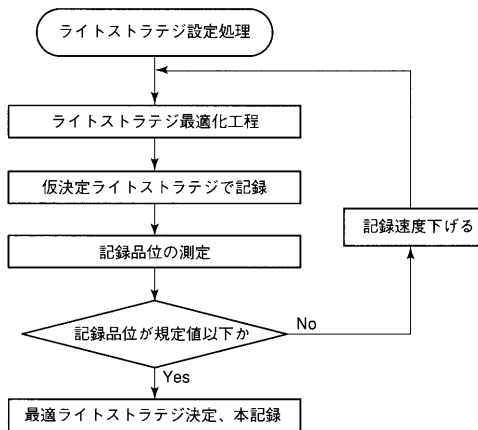 ライトストラテジ設定処理
ライトストラテジ最適化工程
仮決定ライトストラテジで記録
記録速度下げる
記録品位の測定
記録品位が規定値以下か
No
Yes
最適ライトストラテジ決定、本記録